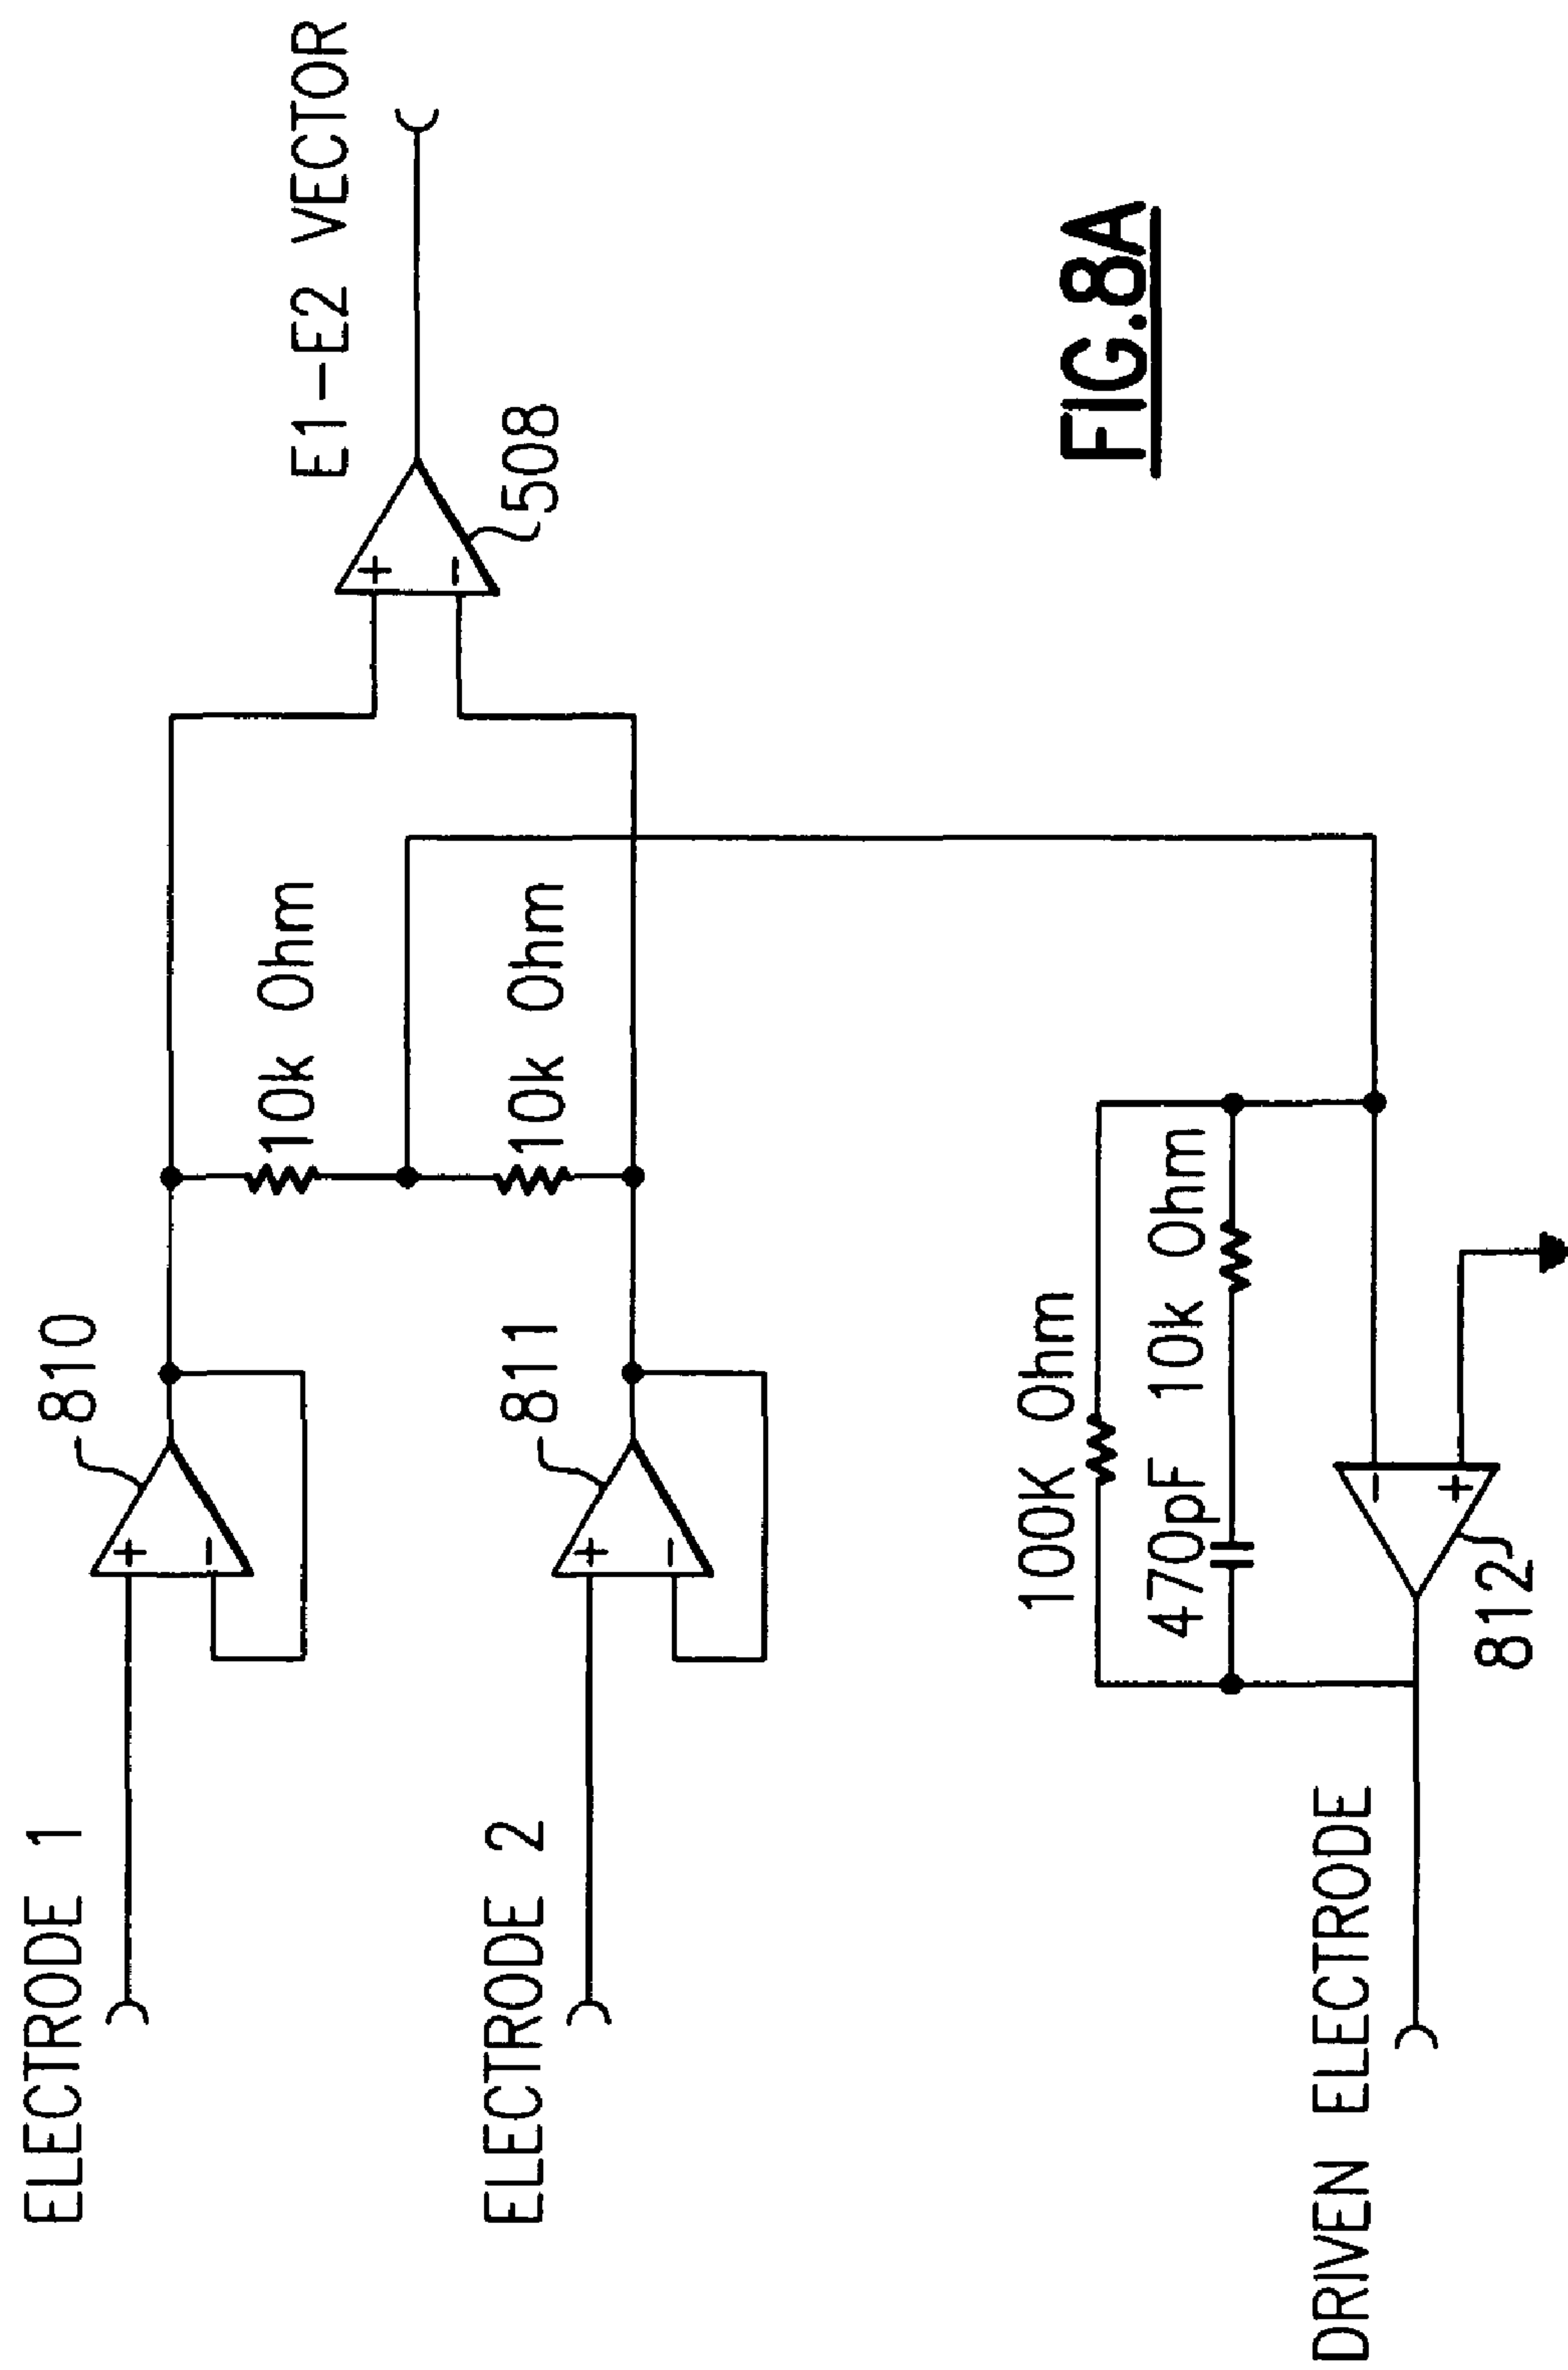 ELECTRODE 1
810
+
−
E1−E2 VECTOR
10k Ohm
+
−
508
ELECTRODE 2
811
+
−
10k Ohm
100K Ohm
470pF 10k Ohm
DRIVEN ELECTRODE
−
+
812
FIG.8A